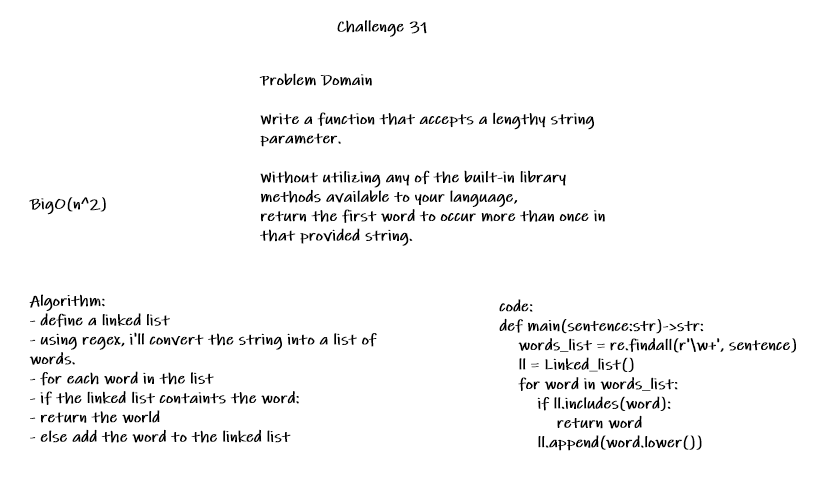 Challenge 31
Problem Domain
Write a function that accepts a lengthy string
parameter.
Without utilizing any of the built-in library
methods available to your language,
return the first word to occur more than once in
that provided string.
BigO(n^2)
Algorithm:
- define a linked list
- using regex, i'll convert the string into a list of
words.
- for each word in the list
- if the linked list containts the word:
- return the world
- else add the word to the linked list
code:
def main(sentence:str)->str:
words_list = re.findall(r'\w+', sentence)
ll = Linked_list()
for word in words_list:
if ll.includes(word):
return word
ll.append(word.lower())